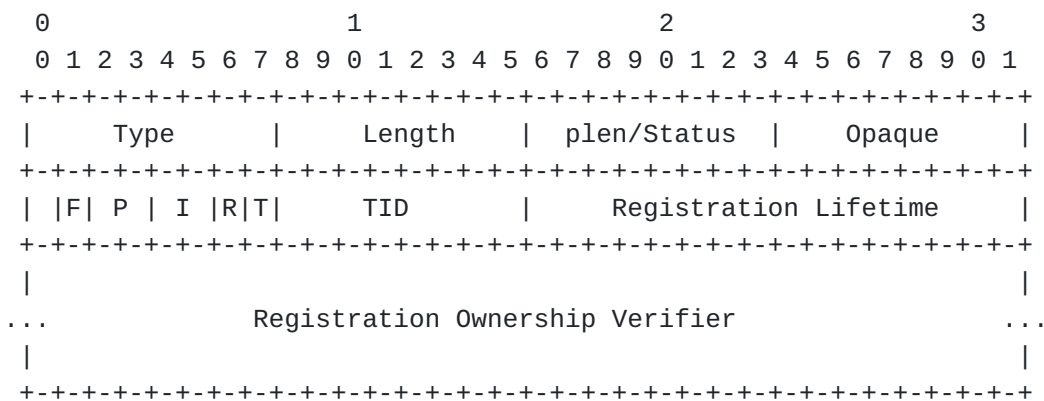 0                   1                   2                   3
 0 1 2 3 4 5 6 7 8 9 0 1 2 3 4 5 6 7 8 9 0 1 2 3 4 5 6 7 8 9 0 1
+-+-+-+-+-+-+-+-+-+-+-+-+-+-+-+-+-+-+-+-+-+-+-+-+-+-+-+-+-+-+-+-+
|     Type      |     Length    |  plen/Status  |    Opaque     |
+-+-+-+-+-+-+-+-+-+-+-+-+-+-+-+-+-+-+-+-+-+-+-+-+-+-+-+-+-+-+-+-+
| |F| P | I |R|T|     TID       |     Registration Lifetime     |
+-+-+-+-+-+-+-+-+-+-+-+-+-+-+-+-+-+-+-+-+-+-+-+-+-+-+-+-+-+-+-+-+
|                                                               |
...             Registration Ownership Verifier                 ...
|                                                               |
+-+-+-+-+-+-+-+-+-+-+-+-+-+-+-+-+-+-+-+-+-+-+-+-+-+-+-+-+-+-+-+-+